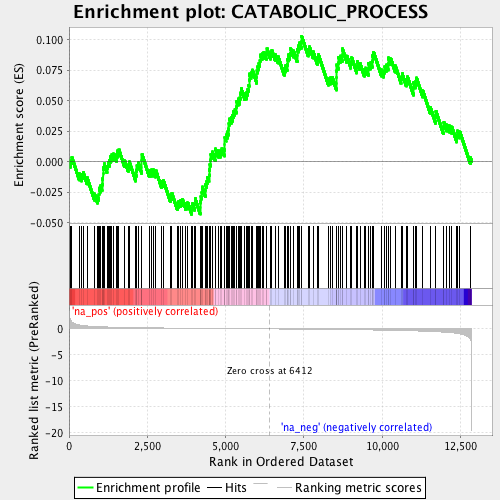 Enrichment plot: CATABOLIC_PROCESS
Enrichment score (ES)
0.100
0.075
0.050
0.025
0.000
-0.025
-0.050
'na_pos' (positively correlated)
Ranked list metric (PreRanked)
0
-5
-10
-15
-20
Zero cross at 6412
'na_neg' (negatively correlated)
0 2,500 5,000 7,500 10,000 12,500
Rank in Ordered Dataset
Enrichment profile Hits Ranking metric scores